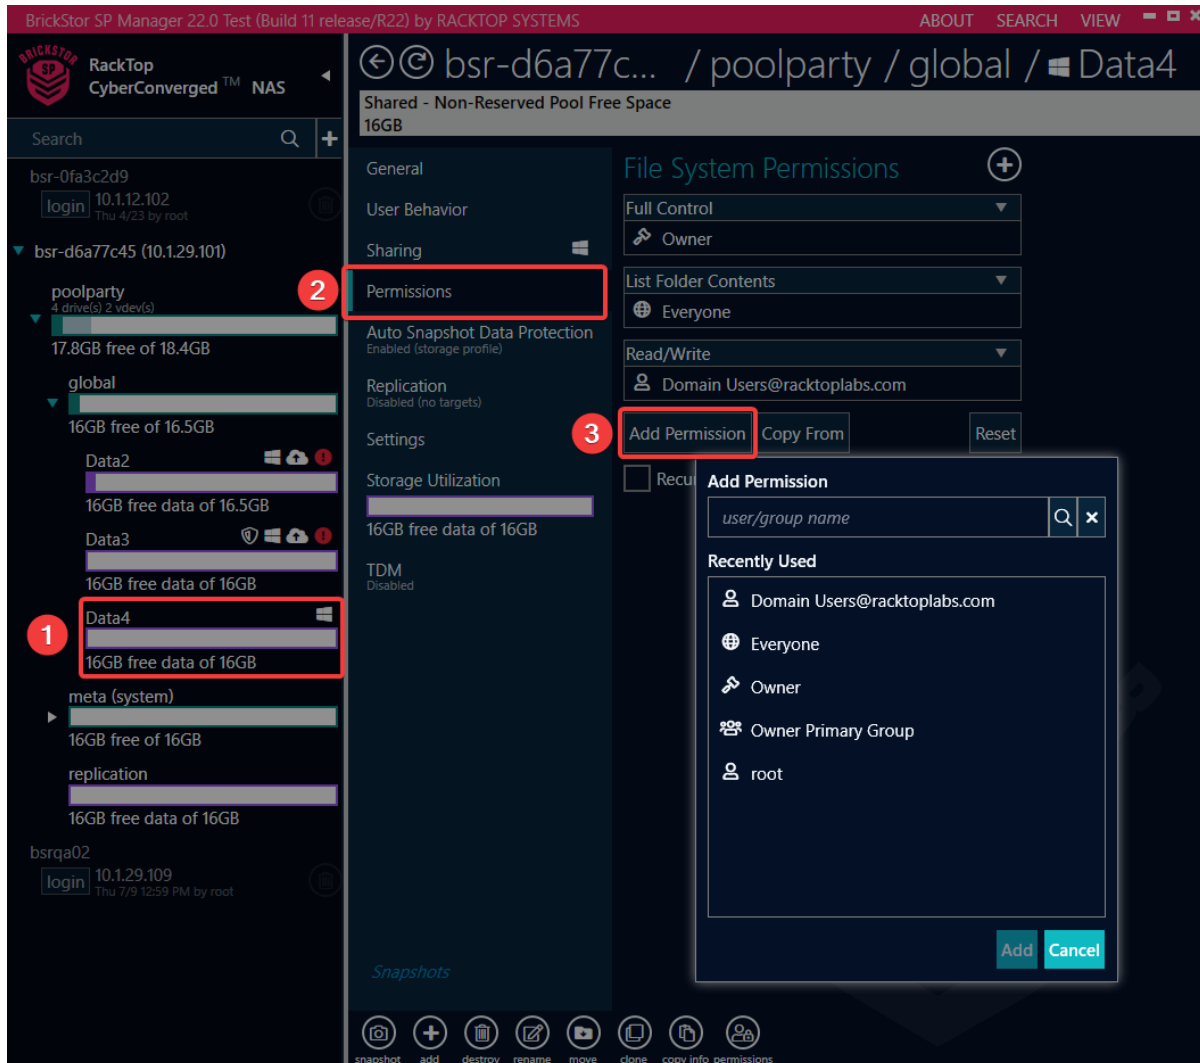 BrickStor SP Manager 22.0 Test (Build 11 release/R22) by RACKTOP SYSTEMS
ABOUT SEARCH VIEW
BRICKSTOR
SP
RackTop
CyberConverged ™ NAS
Search
bsr-0fa3c2d9
login 10.1.12.102
Thu 4/23 by root
bsr-d6a77c45 (10.1.29.101)
poolparty
4 drive(s) 2 vdev(s)
17.8GB free of 18.4GB
global
16GB free of 16.5GB
Data2
16GB free data of 16.5GB
Data3
16GB free data of 16GB
1
Data4
16GB free data of 16GB
meta (system)
16GB free of 16GB
replication
16GB free data of 16GB
bsrqa02
login 10.1.29.109
Thu 7/9 12:59 PM by root
bsr-d6a77c... / poolparty / global / Data4
Shared - Non-Reserved Pool Free Space
16GB
General
User Behavior
Sharing
2
Permissions
Auto Snapshot Data Protection
Enabled (storage profile)
Replication
Disabled (no targets)
Settings
Storage Utilization
16GB free data of 16GB
TDM
Disabled
Snapshots
File System Permissions
Full Control
Owner
List Folder Contents
Everyone
Read/Write
Domain Users@racktoplabs.com
3
Add Permission Copy From Reset
Recu
Add Permission
user/group name
Recently Used
Domain Users@racktoplabs.com
Everyone
Owner
Owner Primary Group
root
Add Cancel
snapshot add destroy rename move clone copy info permissions